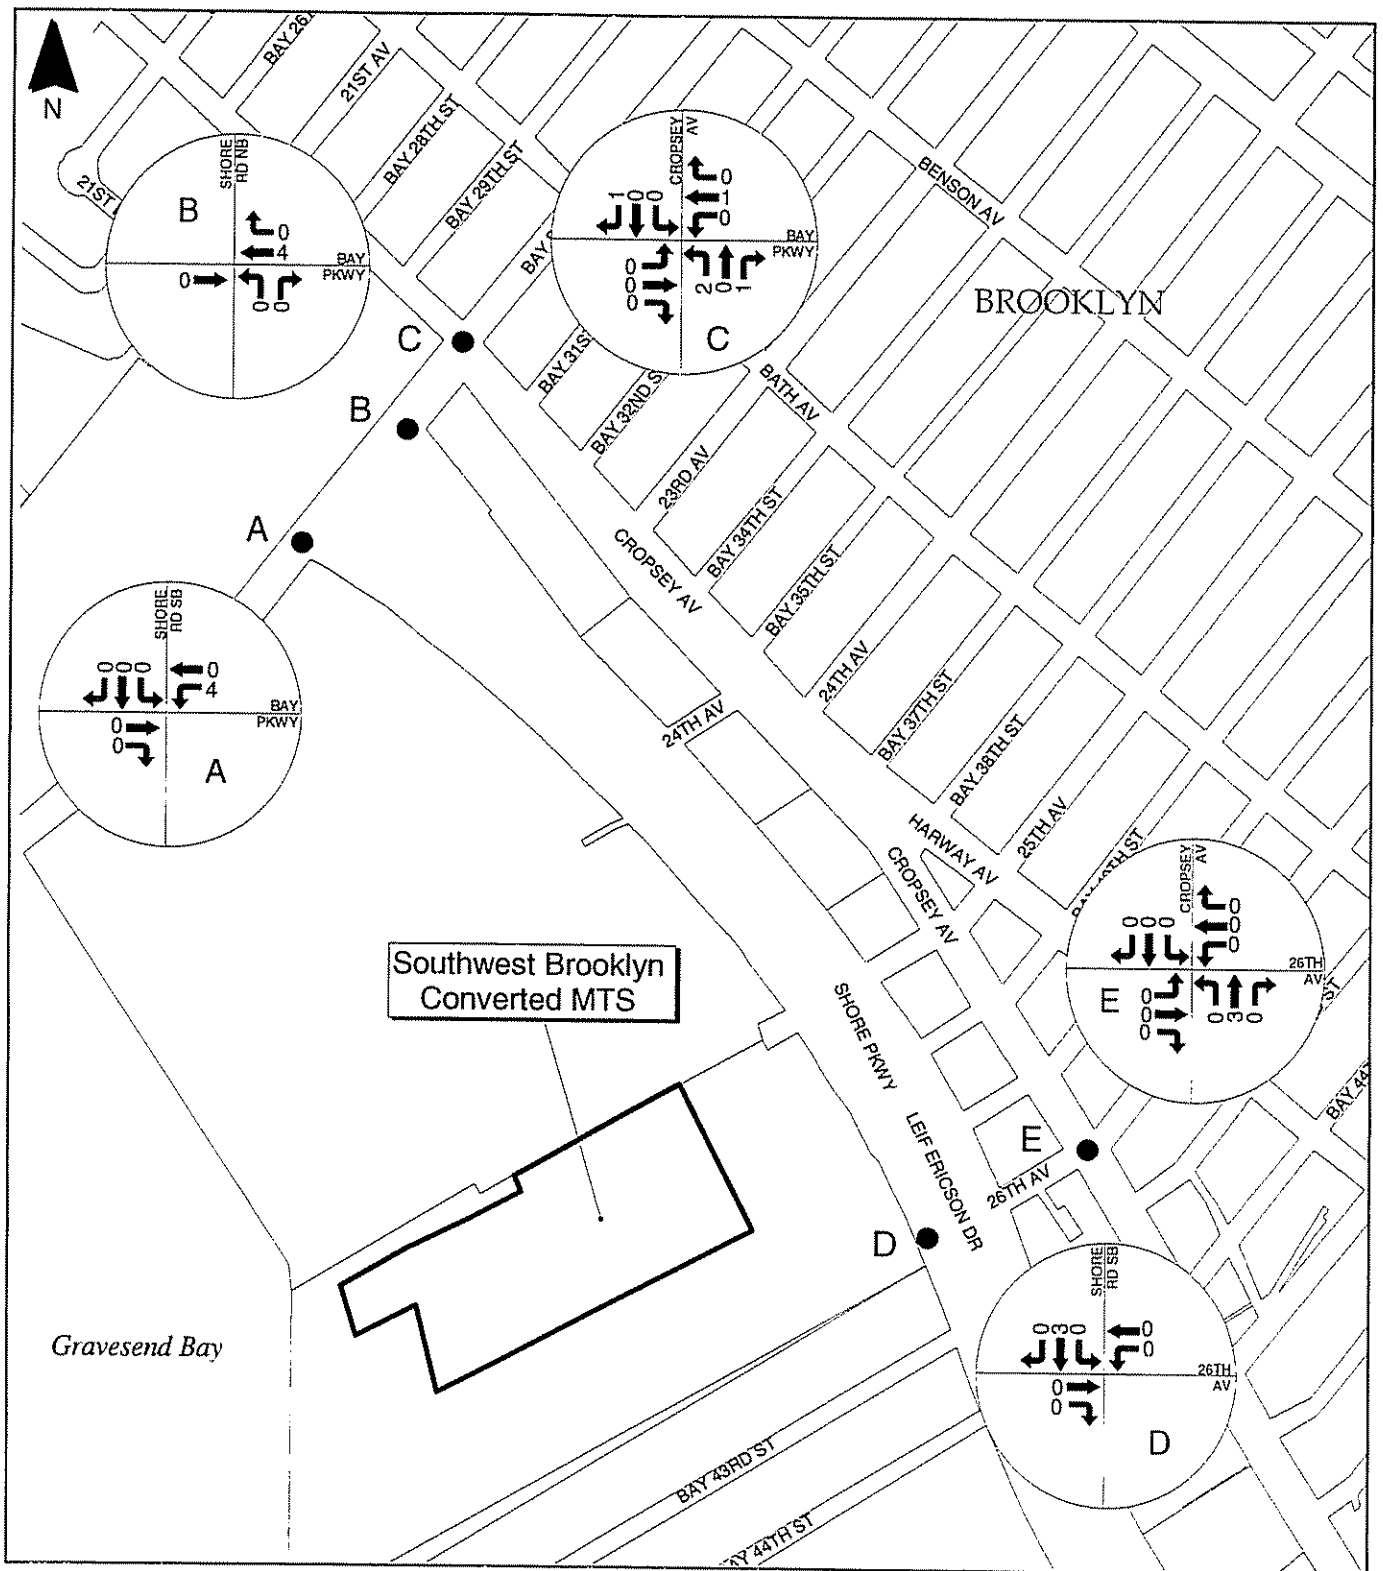 N
BAY 26
21ST AV
BAY 28TH ST
BAY 29TH ST
21ST
B
SHORE
RD NB
0
4
BAY
PKWY
0
0 0
CROPSEY
AV
1 0 0
0
1
0
BAY
PKWY
0
0
0
2 0 1
C
BENSON AV
BROOKLYN
C
BAY 31S
BAY 32ND S
BATH AV
B
23RD AV
BAY 34TH ST
A
CROPSEY AV
BAY 35TH ST
SHORE
RD SB
0 0 0
0
4
BAY
PKWY
0
0
A
24TH AV
24TH AV
BAY 37TH ST
BAY 38TH ST
HARWAY AV
25TH AV
CROPSEY AV
CROPSEY
AV
0 0 0
0
0
0
26TH
AV
E
0
0
0
0 3 0
ST
Southwest Brooklyn
Converted MTS
SHORE PKWY
BAY 44T
LEIF ERICSON DR
E
26TH AV
D
SHORE
RD SB
0 3 0
0
0
26TH
AV
0
0
D
Gravesend Bay
BAY 43RD ST
AY 44TH ST